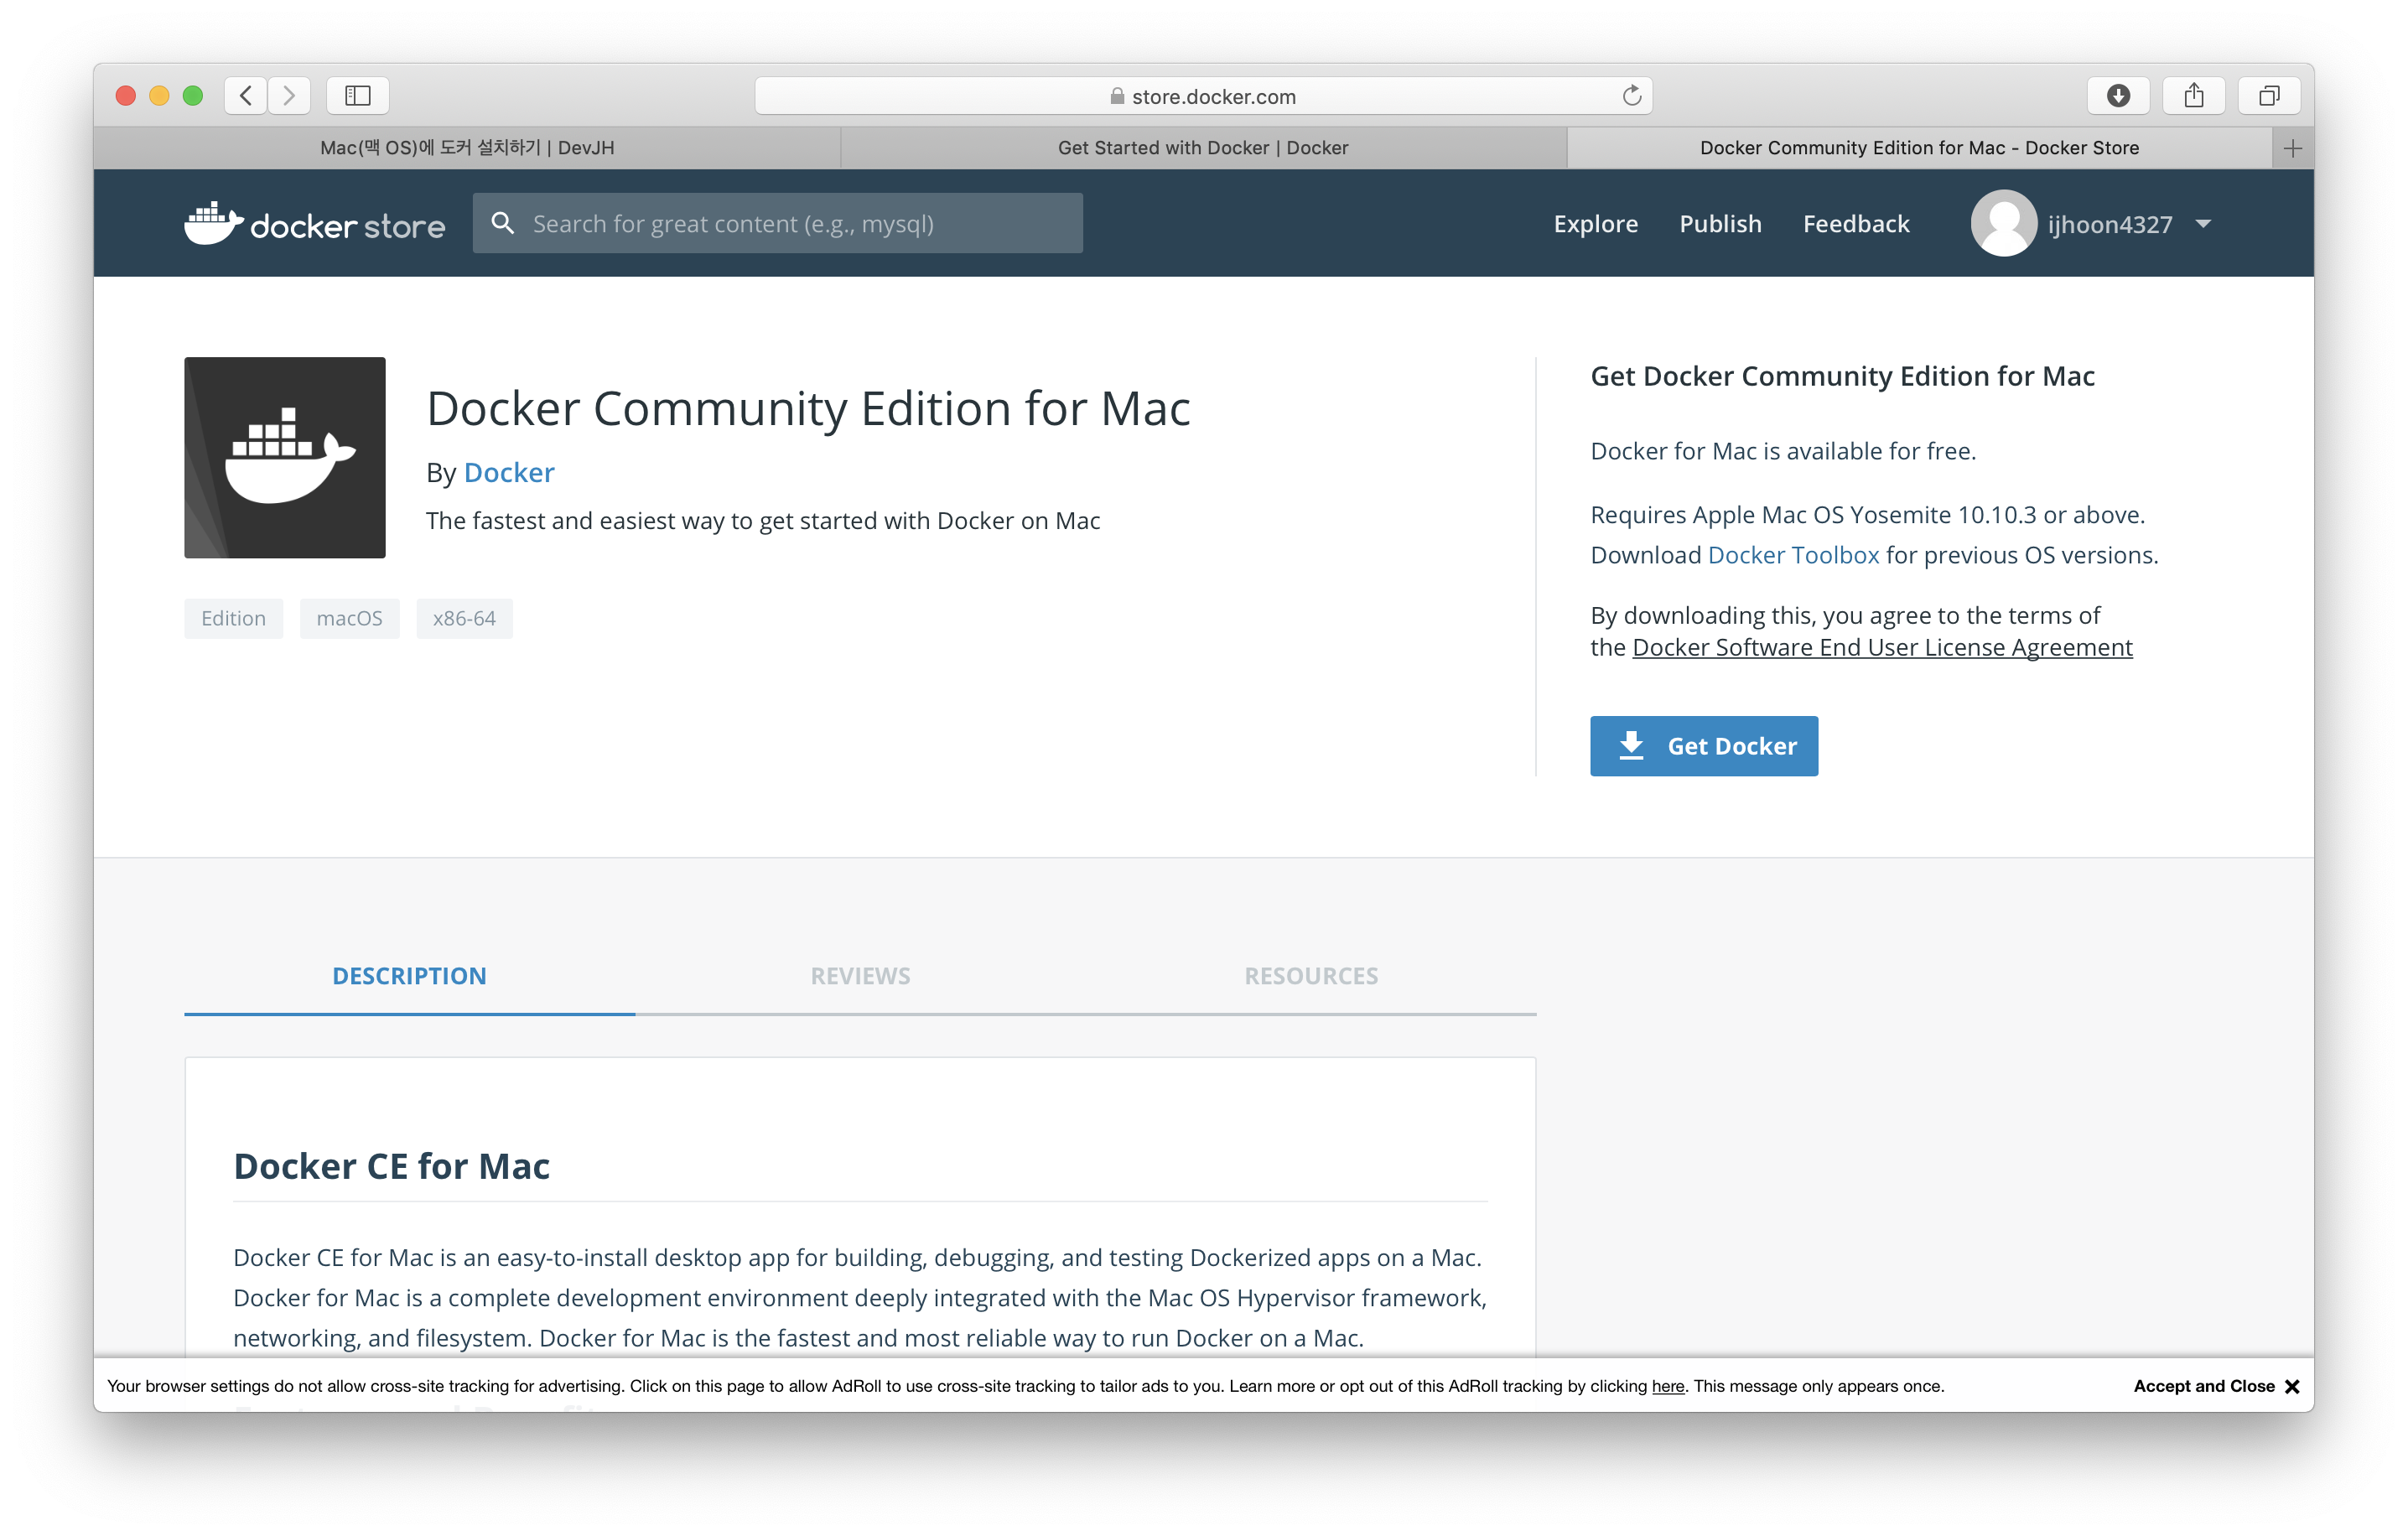 store.docker.com
Mac(맥 OS)에 도커 설치하기 | DevJH
Get Started with Docker | Docker
Docker Community Edition for Mac - Docker Store
docker store
Search for great content (e.g., mysql)
Explore
Publish
Feedback
ijhoon4327
Docker Community Edition for Mac
By Docker
The fastest and easiest way to get started with Docker on Mac
Edition
macOS
x86-64
Get Docker Community Edition for Mac
Docker for Mac is available for free.
Requires Apple Mac OS Yosemite 10.10.3 or above.
Download Docker Toolbox for previous OS versions.
By downloading this, you agree to the terms of
the Docker Software End User License Agreement
Get Docker
DESCRIPTION
REVIEWS
RESOURCES
Docker CE for Mac
Docker CE for Mac is an easy-to-install desktop app for building, debugging, and testing Dockerized apps on a Mac.
Docker for Mac is a complete development environment deeply integrated with the Mac OS Hypervisor framework,
networking, and filesystem. Docker for Mac is the fastest and most reliable way to run Docker on a Mac.
Your browser settings do not allow cross-site tracking for advertising. Click on this page to allow AdRoll to use cross-site tracking to tailor ads to you. Learn more or opt out of this AdRoll tracking by clicking here. This message only appears once.
Accept and Close